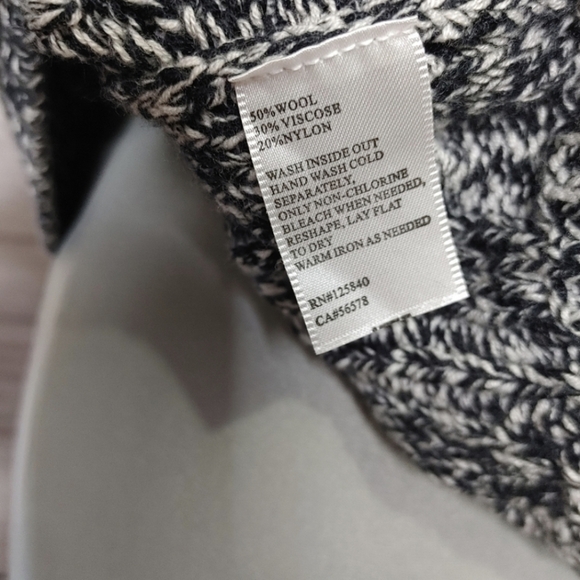 50%WOOL
30% VISCOSE
20%NYLON
WASH INSIDE OUT
HAND WASH COLD
SEPARATELY.
ONLY NON-CHLORINE
BLEACH WHEN NEEDED,
RESHAPE, LAY FLAT
TO DRY
WARM IRON AS NEEDED
RN#125840
CA#56578